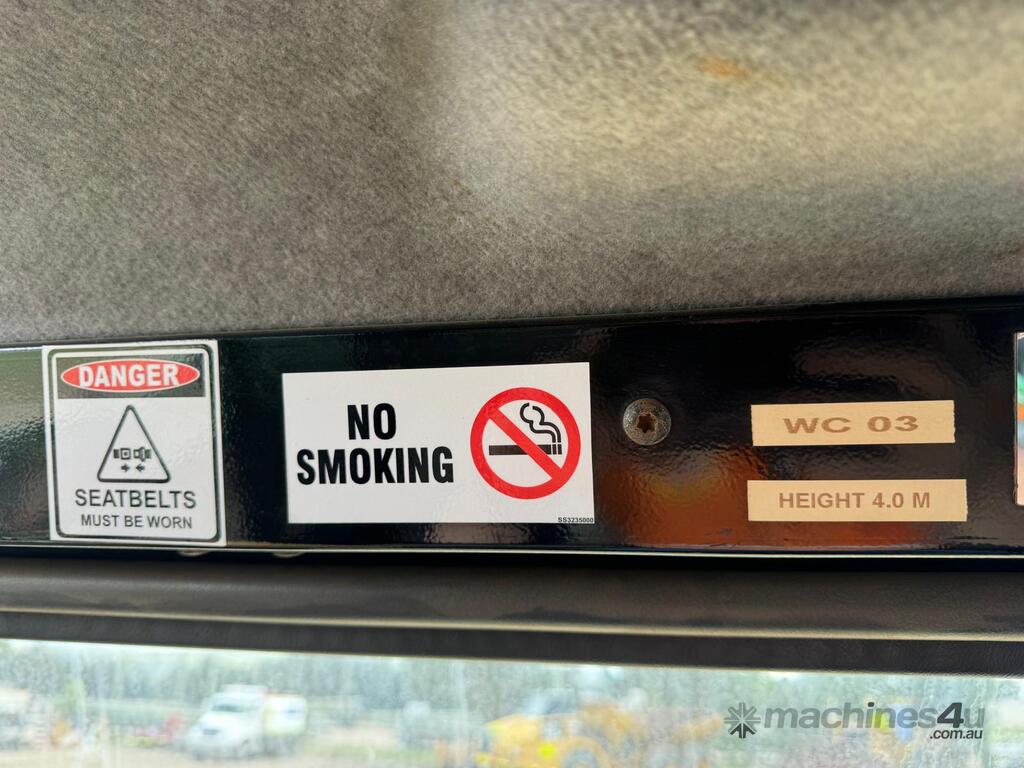 DANGER
SEATBELTS
MUST BE WORN
NO
SMOKING
SS3235000
WC 03
HEIGHT 4.0 M
machines4u
.com.au